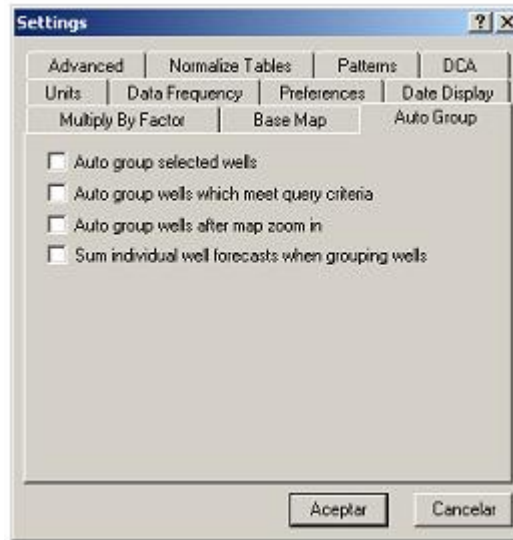 Settings
Advanced Normalize Tables Patterns DCA
Units Data Frequency Preferences Date Display
Multiply By Factor Base Map Auto Group
Auto group selected wells
Auto group wells which meet query criteria
Auto group wells after map zoom in
Sum individual well forecasts when grouping wells
Aceptar Cancelar